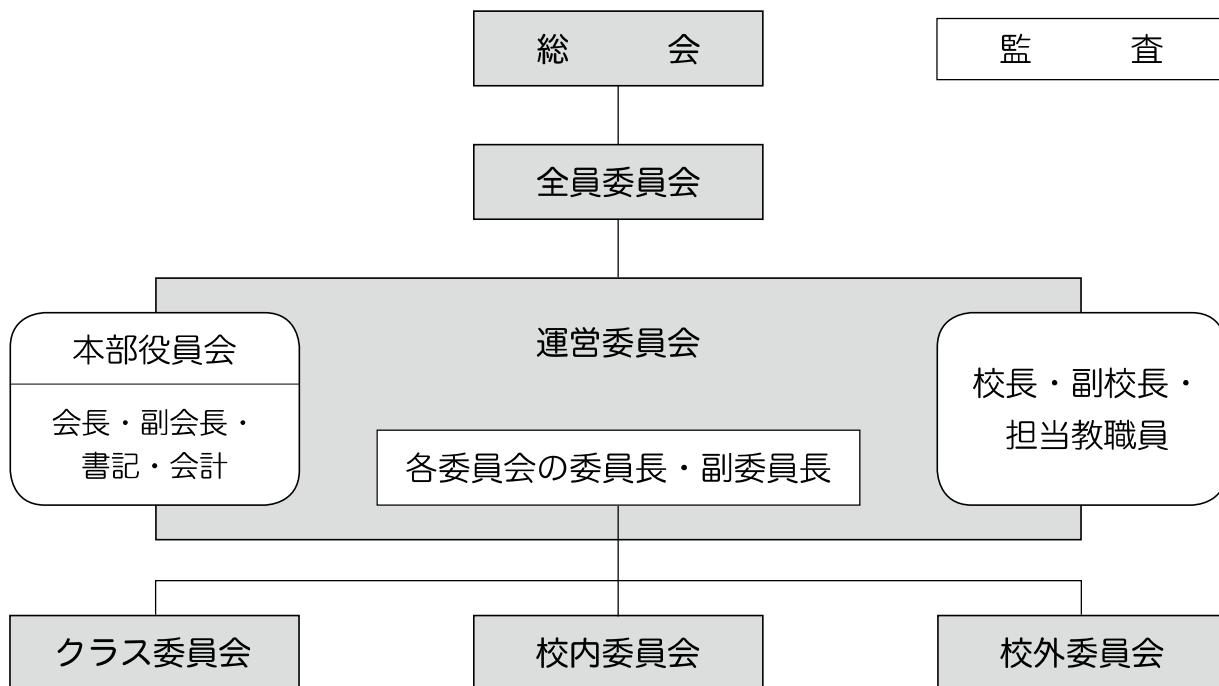 総　会
監　査
全員委員会
運営委員会
本部役員会
会長・副会長・
書記・会計
各委員会の委員長・副委員長
校長・副校長・
担当教職員
クラス委員会
校内委員会
校外委員会